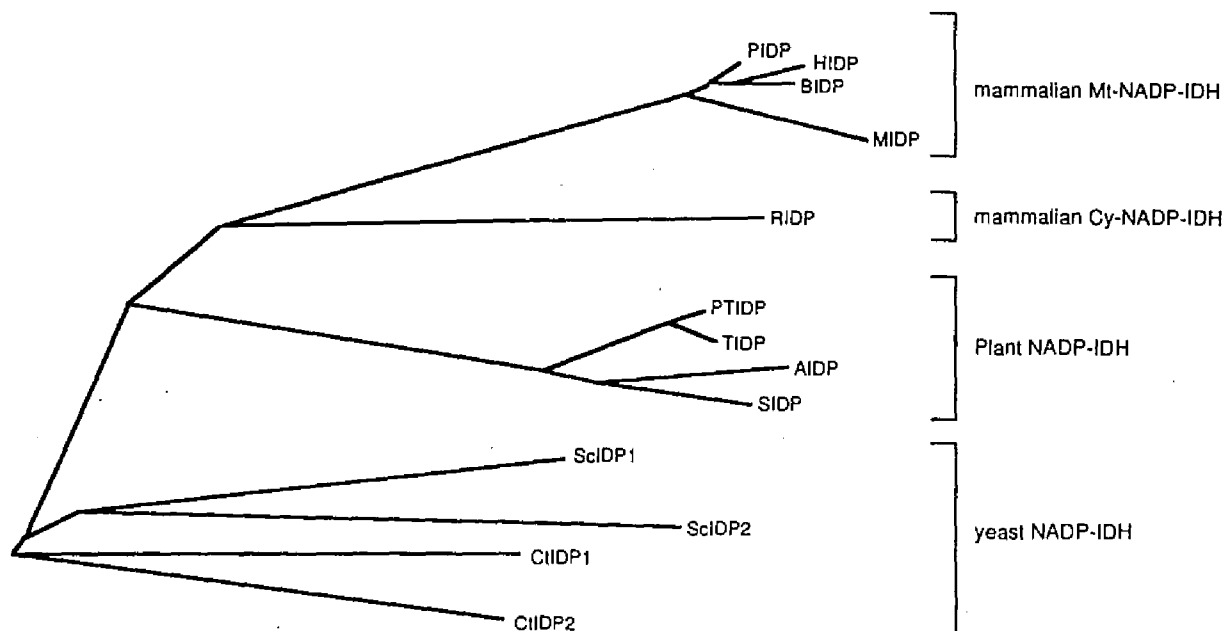 PIDP
HIDP
BIDP
mammalian Mt-NADP-IDH
MIDP
RIDP
mammalian Cy-NADP-IDH
PTIDP
TIDP
Plant NADP-IDH
AIDP
SIDP
ScIDP1
ScIDP2
yeast NADP-IDH
CtIDP1
CtIDP2